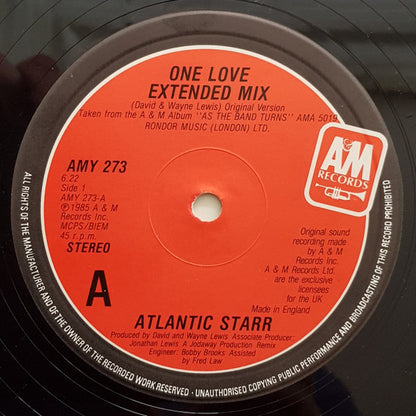 ONE LOVE
EXTENDED MIX
(David & Wayne Lewis) Original Version
Taken from the A & M Album "AS THE BAND TURNS" AMA 5019
RONDOR MUSIC (LONDON) LTD.
A&M
RECORDS
AMY 273
6.22
Side 1
AMY 273-A
℗ 1985 A & M
Records Inc.
MCPS/BIEM
45 r.p.m.
STEREO
A
Original sound
recording made
by A & M
Records Inc.
A & M Records Ltd.
are the exclusive
licensees
for the UK
Made in England
ATLANTIC STARR
Produced by David and Wayne Lewis Associate Producer:
Jonathan Lewis A Jodaway Production Remix
Engineer: Bobby Brooks Assisted
by Fred Law
ALL RIGHTS OF THE MANUFACTURER AND OF THE OWNER OF THE RECORDED WORK RESERVED · UNAUTHORISED COPYING PUBLIC PERFORMANCE AND BROADCASTING OF THIS RECORD PROHIBITED